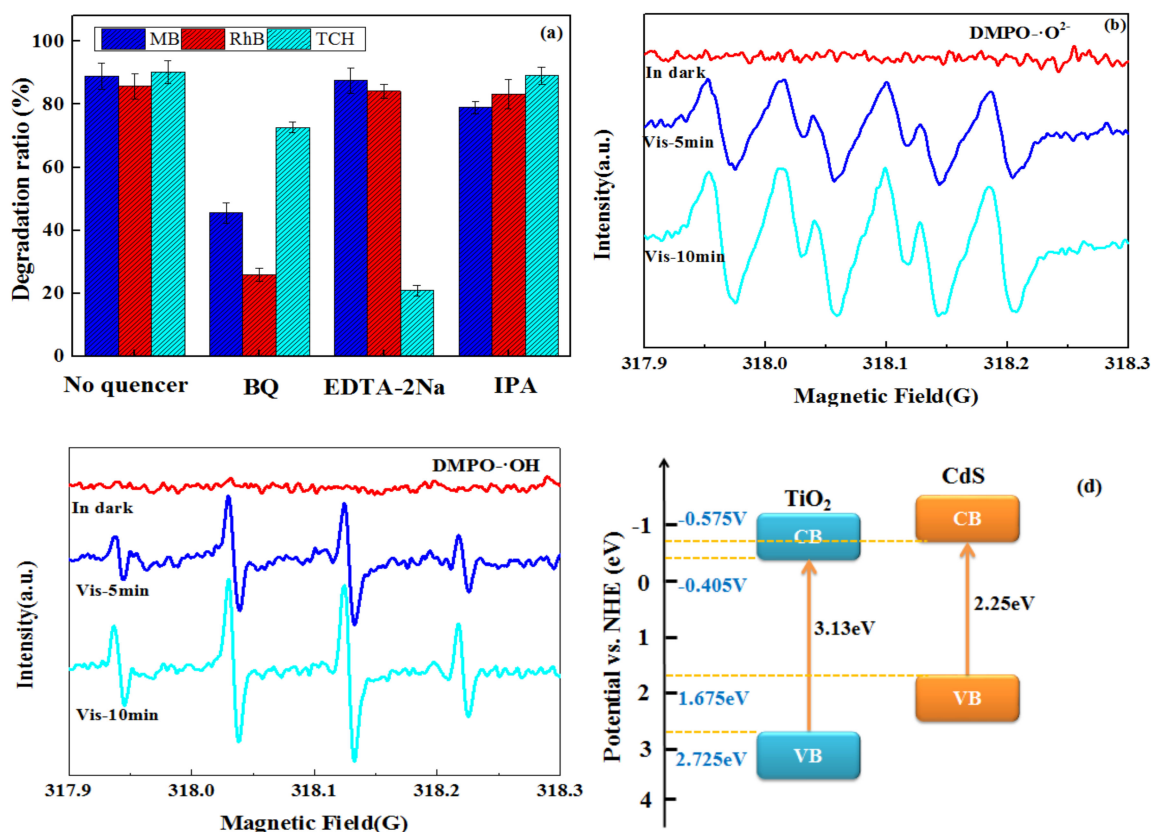 (a)
MB RhB TCH
Degradation ratio (%)
100
80
60
40
20
0
No quencer BQ EDTA-2Na IPA
(b)
DMPO-·O²⁻
In dark
Vis-5min
Vis-10min
Intensity(a.u.)
317.9 318.0 318.1 318.2 318.3
Magnetic Field(G)
DMPO-·OH
In dark
Vis-5min
Vis-10min
Intensity(a.u.)
317.9 318.0 318.1 318.2 318.3
Magnetic Field(G)
(d)
Potential vs. NHE (eV)
-1
0
1
2
3
4
TiO₂
CdS
CB
CB
-0.575V
-0.405V
3.13eV
2.25eV
1.675eV
2.725eV
VB
VB